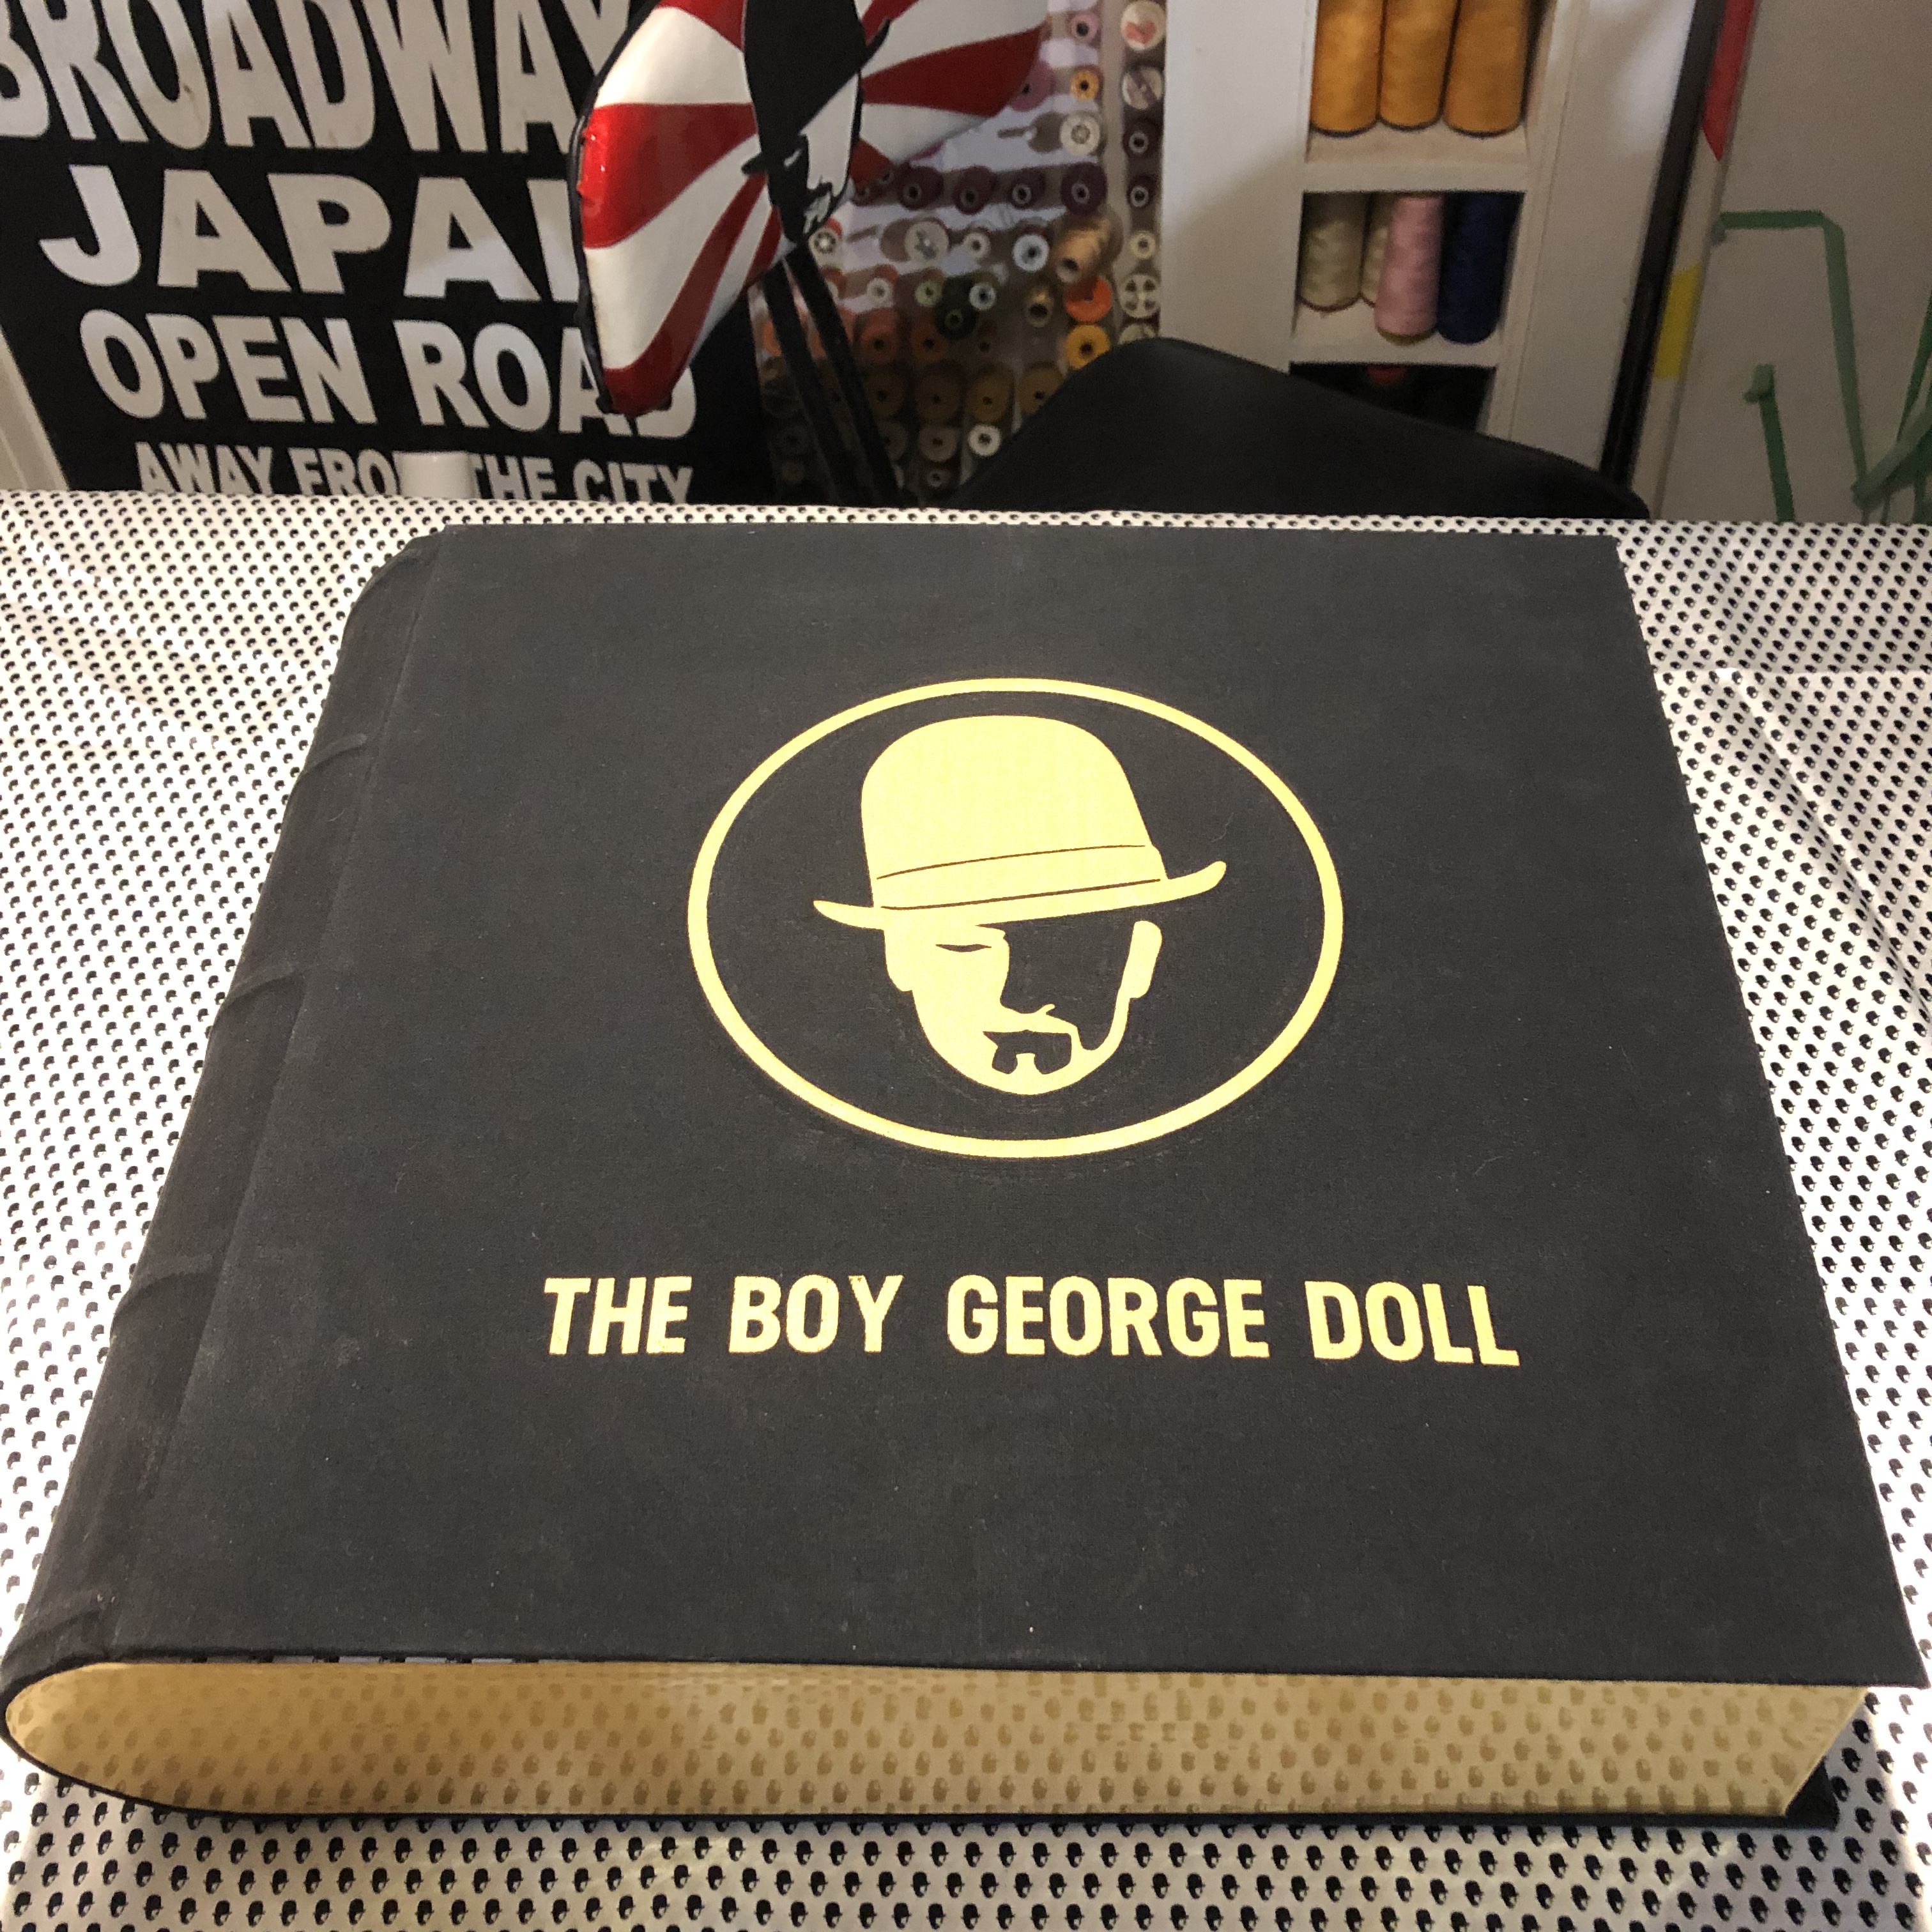 BROADWAY
JAPAN
OPEN ROAD
AWAY FROM THE CITY
THE BOY GEORGE DOLL